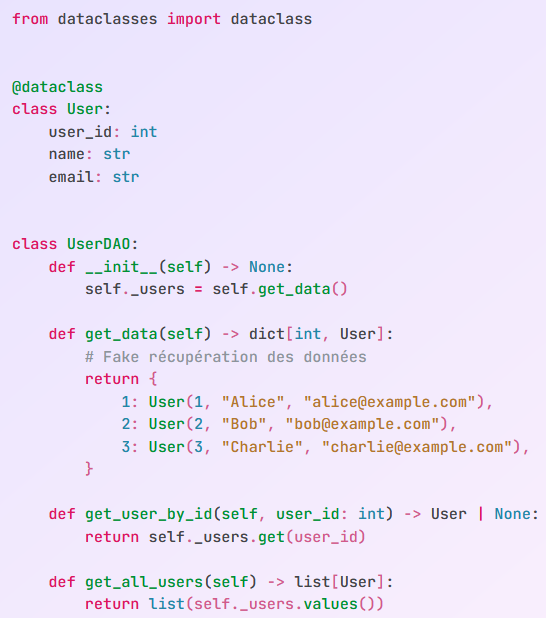 from dataclasses import dataclass
@dataclass
class User:
    user_id: int
    name: str
    email: str
class UserDAO:
    def __init__(self) -> None:
        self._users = self.get_data()
    def get_data(self) -> dict[int, User]:
        # Fake récupération des données
        return {
            1: User(1, "Alice", "alice@example.com"),
            2: User(2, "Bob", "bob@example.com"),
            3: User(3, "Charlie", "charlie@example.com"),
        }
    def get_user_by_id(self, user_id: int) -> User | None:
        return self._users.get(user_id)
    def get_all_users(self) -> list[User]:
        return list(self._users.values())